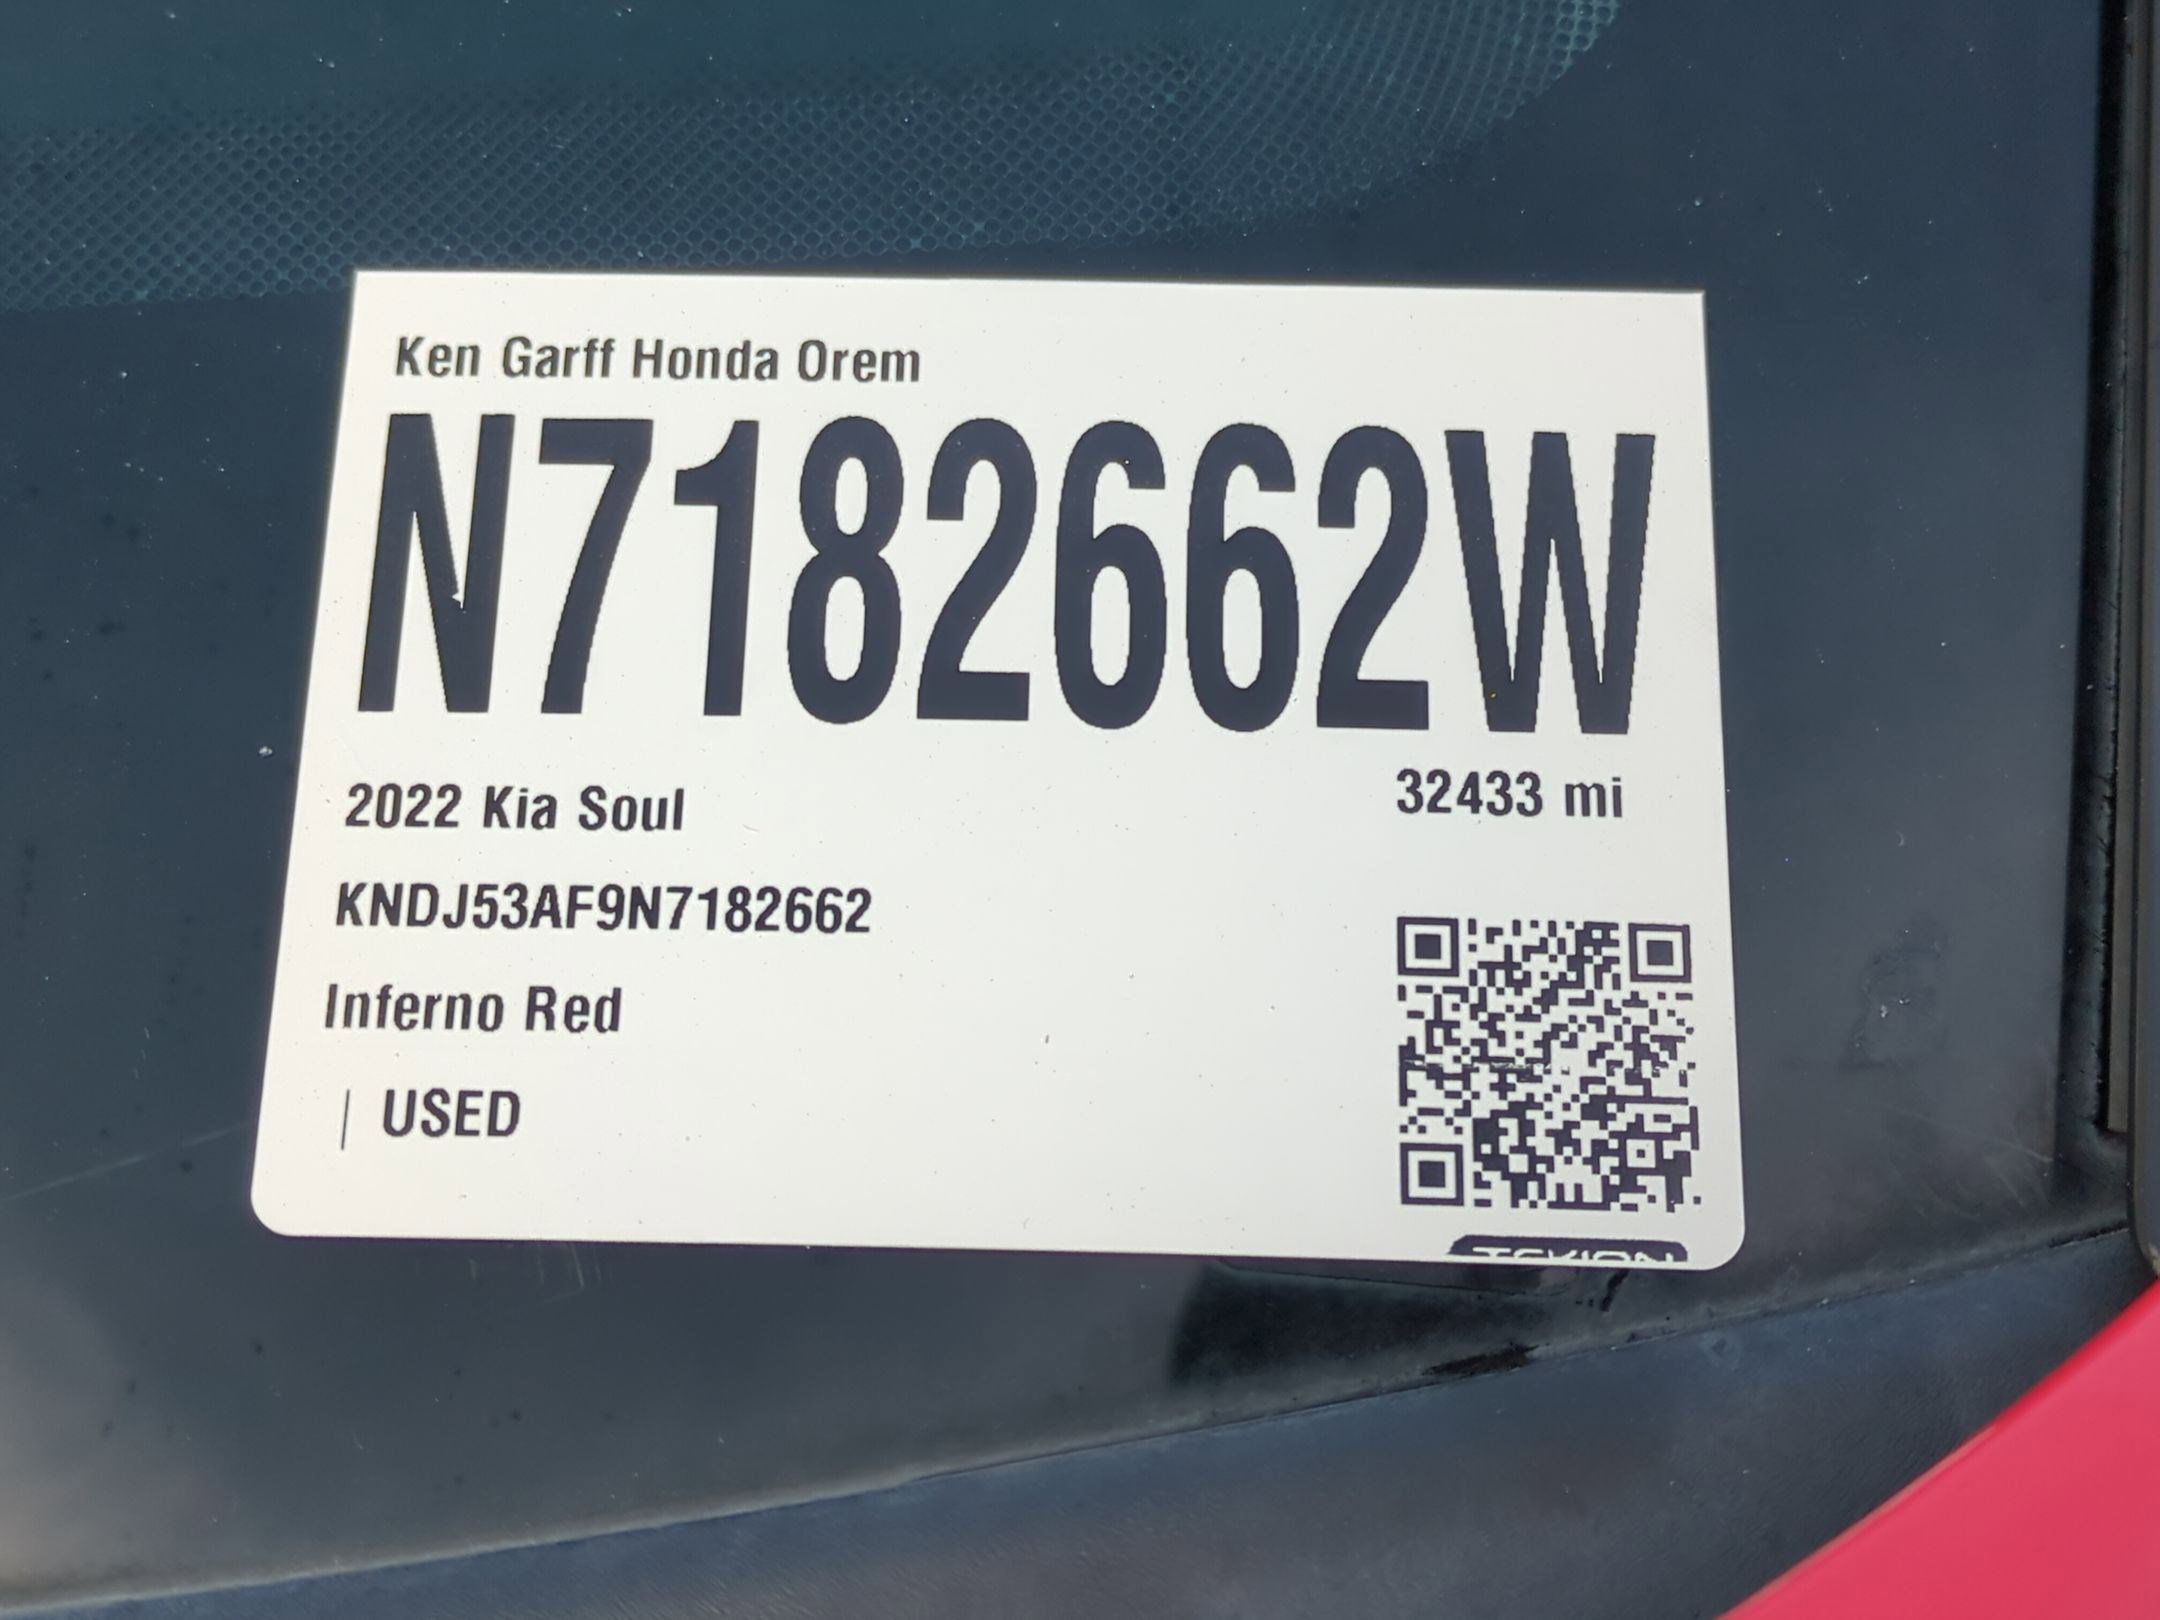 Ken Garff Honda Orem
N7182662W
2022 Kia Soul
32433 mi
KNDJ53AF9N7182662
Inferno Red
| USED